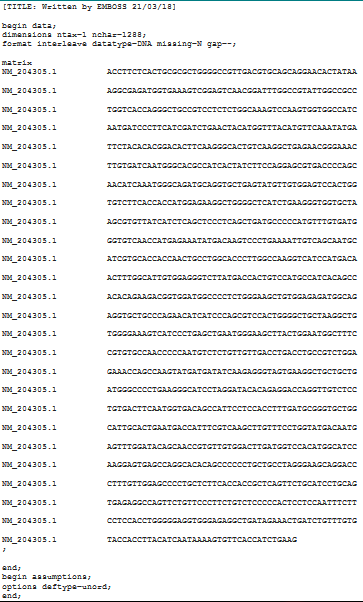 [TITLE: Written by EMBOSS 21/03/18]
begin data;
dimensions ntax=1 nchar=1288;
format interleave datatype=DNA missing=N gap=-;
matrix
NM_204305.1 ACCTTCTCACTGCGCGCTGGGGCCGTTGACGTGCAGCAGGAACACTATAA
NM_204305.1 AGGCGAGATGGTGAAAGTCGGAGTCAACGGATTTGGCCGTATTGGCCGCC
NM_204305.1 TGGTCACCAGGGCTGCCGTCCTCTCTGGCAAAGTCCAAGTGGTGGCCATC
NM_204305.1 AATGATCCCTTCATCGATCTGAACTACATGGTTTACATGTTCAAATATGA
NM_204305.1 TTCTACACACGGACACTTCAAGGGCACTGTCAAGGCTGAGAACGGGAAAC
NM_204305.1 TTGTGATCAATGGGCACGCCATCACTATCTTCCAGGAGCGTGACCCCAGC
NM_204305.1 AACATCAAATGGGCAGATGCAGGTGCTGAGTATGTTGTGGAGTCCACTGG
NM_204305.1 TGTCTTCACCACCATGGAGAAGGCTGGGGCTCATCTGAAGGGTGGTGCTA
NM_204305.1 AGCGTGTTATCATCTCAGCTCCCTCAGCTGATGCCCCCATGTTTGTGATG
NM_204305.1 GGTGTCAACCATGAGAAATATGACAAGTCCCTGAAAATTGTCAGCAATGC
NM_204305.1 ATCGTGCACCACCAACTGCCTGGCACCCTTGGCCAAGGTCATCCATGACA
NM_204305.1 ACTTTGGCATTGTGGAGGGTCTTATGACCACTGTCCATGCCATCACAGCC
NM_204305.1 ACACAGAAGACGGTGGATGGCCCCTCTGGGAAGCTGTGGAGAGATGGCAG
NM_204305.1 AGGTGCTGCCCAGAACATCATCCCAGCGTCCACTGGGGCTGCTAAGGCTG
NM_204305.1 TGGGGAAAGTCATCCCTGAGCTGAATGGGAAGCTTACTGGAATGGCTTTC
NM_204305.1 CGTGTGCCAACCCCCAATGTCTCTGTTGTTGACCTGACCTGCCGTCTGGA
NM_204305.1 GAAACCAGCCAAGTATGATGATATCAAGAGGGTAGTGAAGGCTGCTGCTG
NM_204305.1 ATGGGCCCCTGAAGGGCATCCTAGGATACACAGAGGACCAGGTTGTCTCC
NM_204305.1 TGTGACTTCAATGGTGACAGCCATTCCTCCACCTTTGATGCGGGTGCTGG
NM_204305.1 CATTGCACTGAATGACCATTTCGTCAAGCTTGTTTCCTGGTATGACAATG
NM_204305.1 AGTTTGGATACAGCAACCGTGTTGTGGACTTGATGGTCCACATGGCATCC
NM_204305.1 AAGGAGTGAGCCAGGCACACAGCCCCCCTGCTGCCTAGGGAAGCAGGACC
NM_204305.1 CTTTGTTGGAGCCCCTGCTCTTCACCACCGCTCAGTTCTGCATCCTGCAG
NM_204305.1 TGAGAGGCCAGTTCTGTTCCCTTCTGTCTCCCCCACTCCTCCAATTTCTT
NM_204305.1 CCTCCACCTGGGGGAGGTGGGAGAGGCTGATAGAAACTGATCTGTTTGTG
NM_204305.1 TACCACCTTACATCAATAAAAGTGTTCACCATCTGAAG
;
end;
begin assumptions;
options deftype=unord;
end;